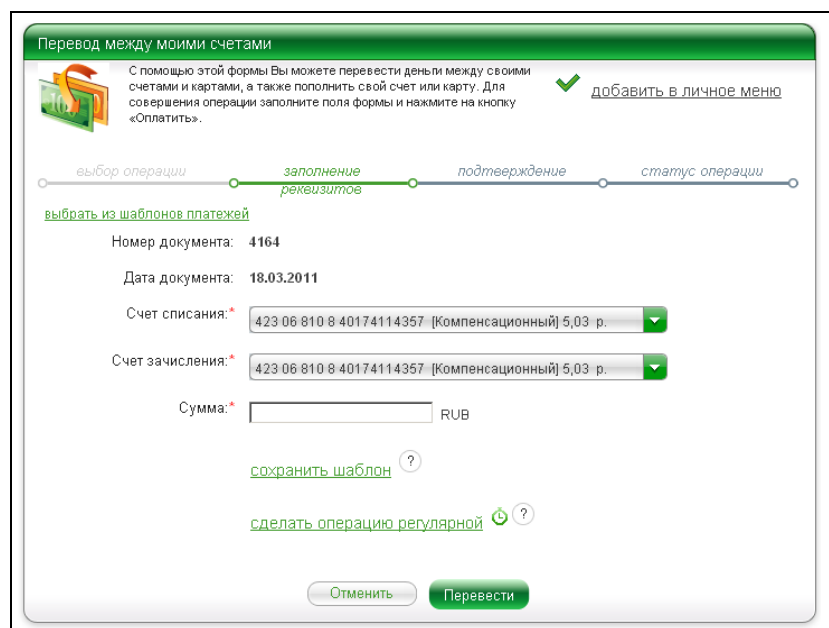 Перевод между моими счетами
С помощью этой формы Вы можете перевести деньги между своими
счетами и картами, а также пополнить свой счет или карту. Для
совершения операции заполните поля формы и нажмите на кнопку
«Оплатить».
добавить в личное меню
выбор операции
заполнение
реквизитов
подтверждение
статус операции
выбрать из шаблонов платежей
Номер документа: 4164
Дата документа: 18.03.2011
Счет списания:* 423 06 810 8 40174114357 [Компенсационный] 5,03 р.
Счет зачисления:* 423 06 810 8 40174114357 [Компенсационный] 5,03 р.
Сумма:* RUB
сохранить шаблон ?
сделать операцию регулярной ?
Отменить Перевести